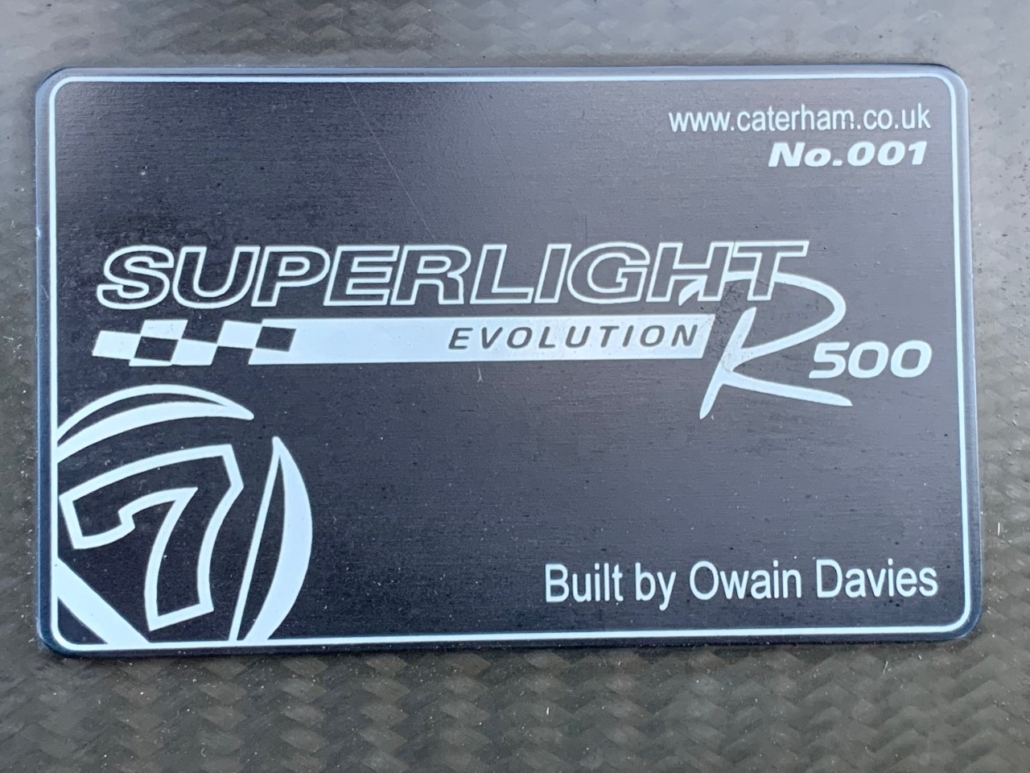 www.caterham.co.uk
No.001
SUPERLIGHT
EVOLUTION R500
7
Built by Owain Davies